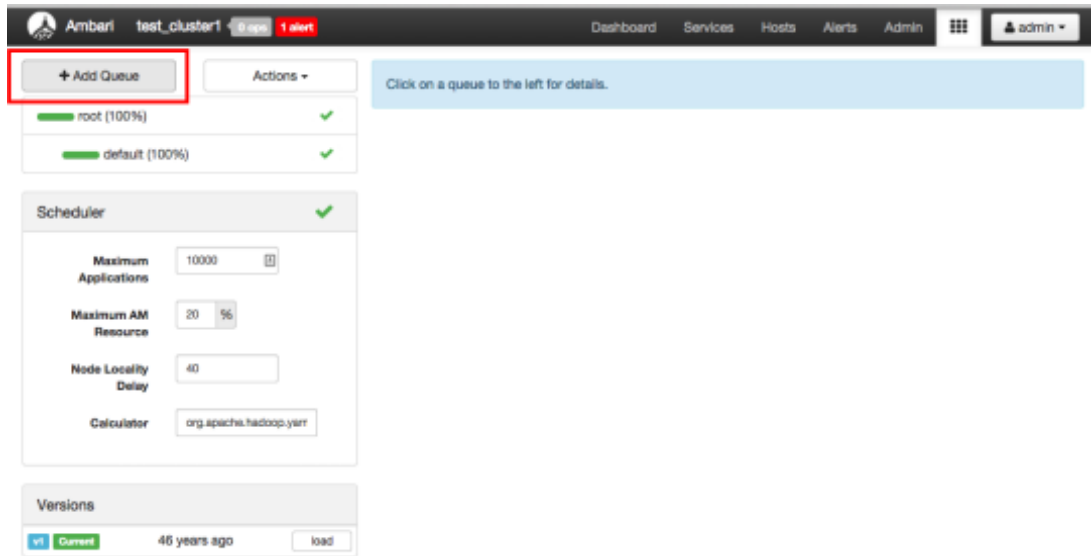 Ambari test_cluster1 0 ops 1 alert Dashboard Services Hosts Alerts Admin admin
+ Add Queue Actions
Click on a queue to the left for details.
root (100%)
default (100%)
Scheduler
Maximum Applications 10000
Maximum AM Resource 20 %
Node Locality Delay 40
Calculator org.apache.hadoop.yarr
Versions
v1 Current 46 years ago load